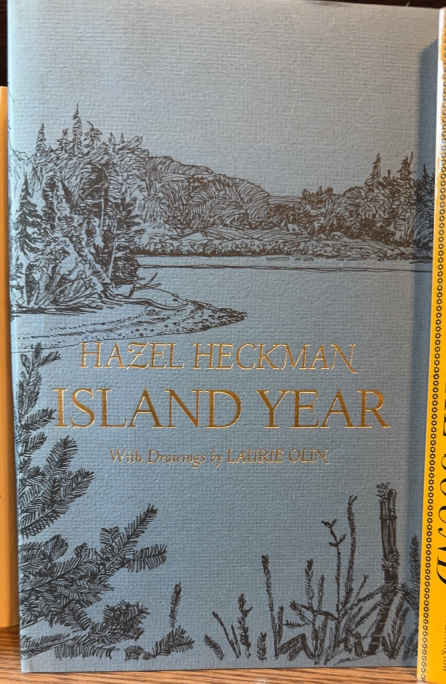 HAZEL HECKMAN
ISLAND YEAR
With Drawings by LAURIE OLIN